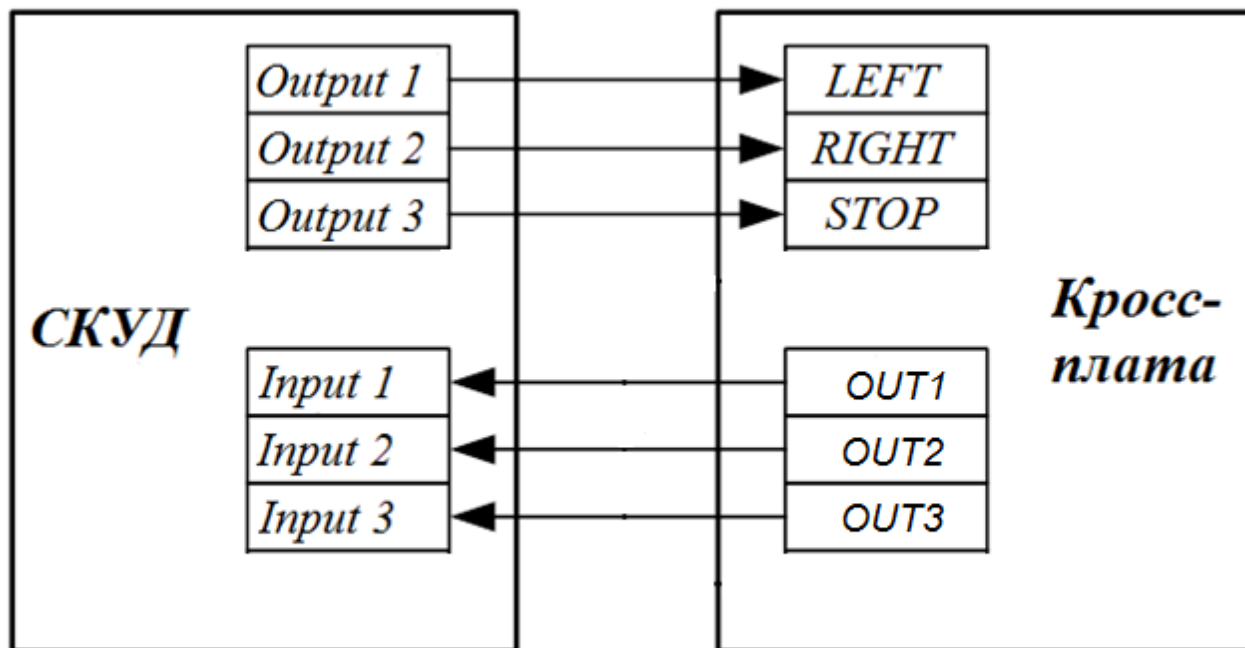 Output 1
Output 2
Output 3
СКУД
Input 1
Input 2
Input 3
LEFT
RIGHT
STOP
Кросс-
плата
OUT1
OUT2
OUT3